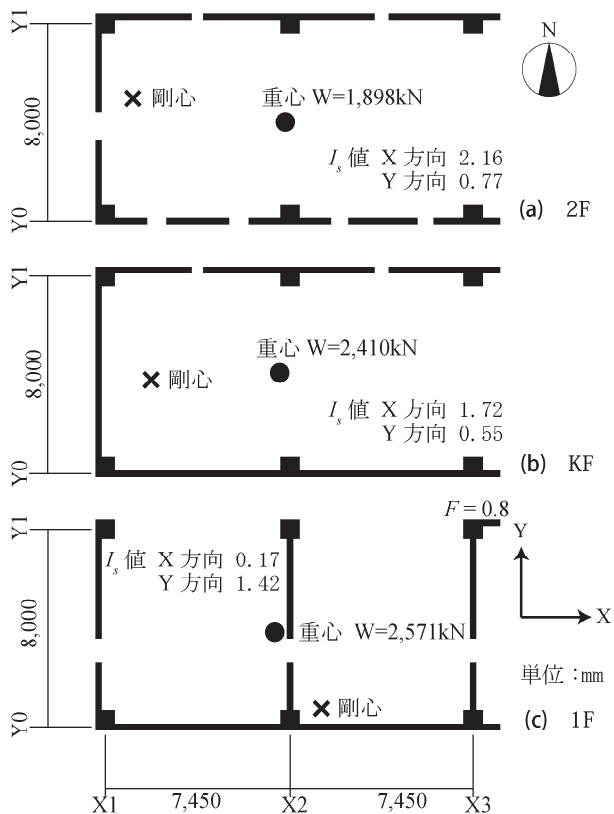 Y1
8,000
Y0
剛心
重心 W=1,898kN
I_s 値 X 方向 2.16
Y 方向 0.77
N
(a) 2F
Y1
8,000
Y0
重心 W=2,410kN
剛心
I_s 値 X 方向 1.72
Y 方向 0.55
(b) KF
Y1
8,000
Y0
F = 0.8
I_s 値 X 方向 0.17
Y 方向 1.42
重心 W=2,571kN
剛心
Y
X
単位:mm
(c) 1F
7,450
7,450
X1
X2
X3